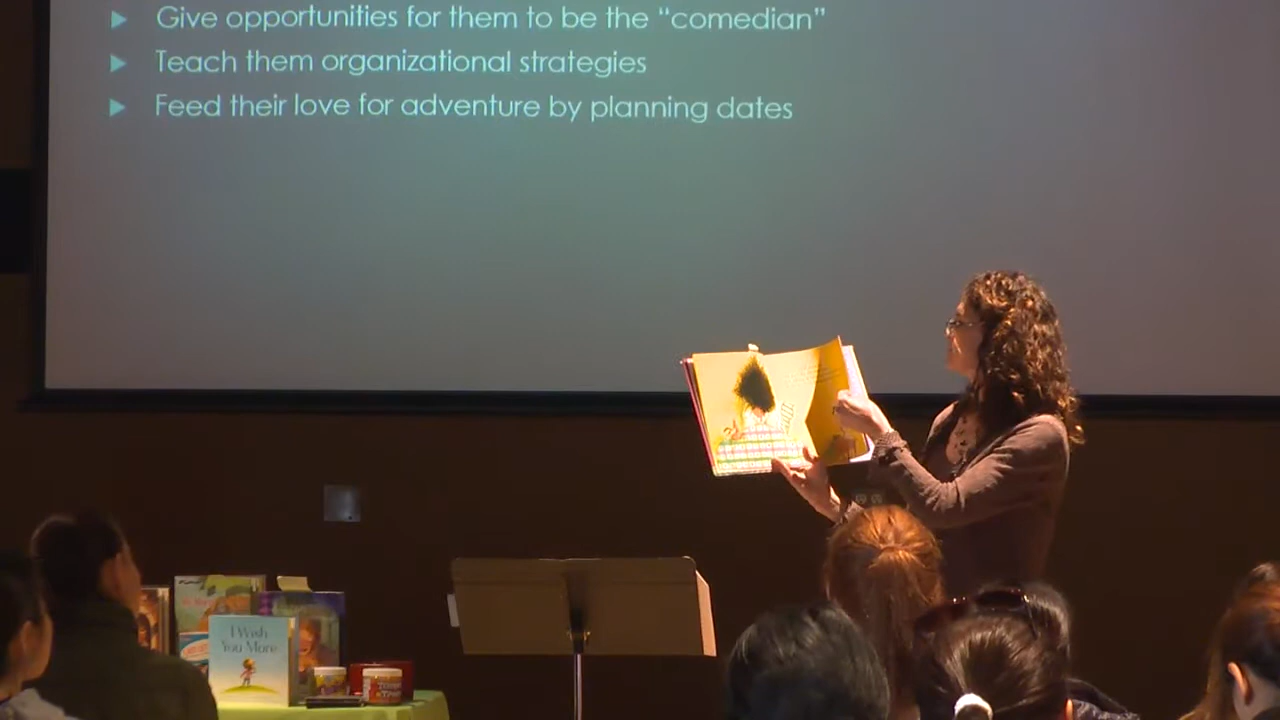 Give opportunities for them to be the “comedian”
Teach them organizational strategies
Feed their love for adventure by planning dates
I Wish
You More